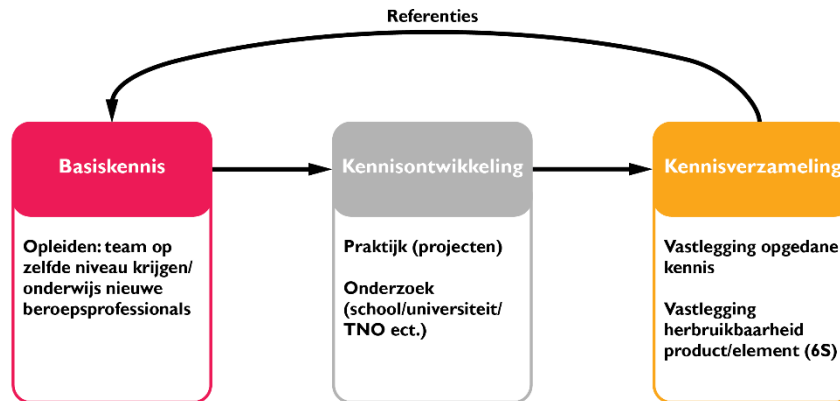 Referenties
Basiskennis
Opleiden: team op
zelfde niveau krijgen/
onderwijs nieuwe
beroepsprofessionals
Kennisontwikkeling
Praktijk (projecten)
Onderzoek
(school/universiteit/
TNO ect.)
Kennisverzameling
Vastlegging opgedane
kennis
Vastlegging
herbruikbaarheid
product/element (6S)